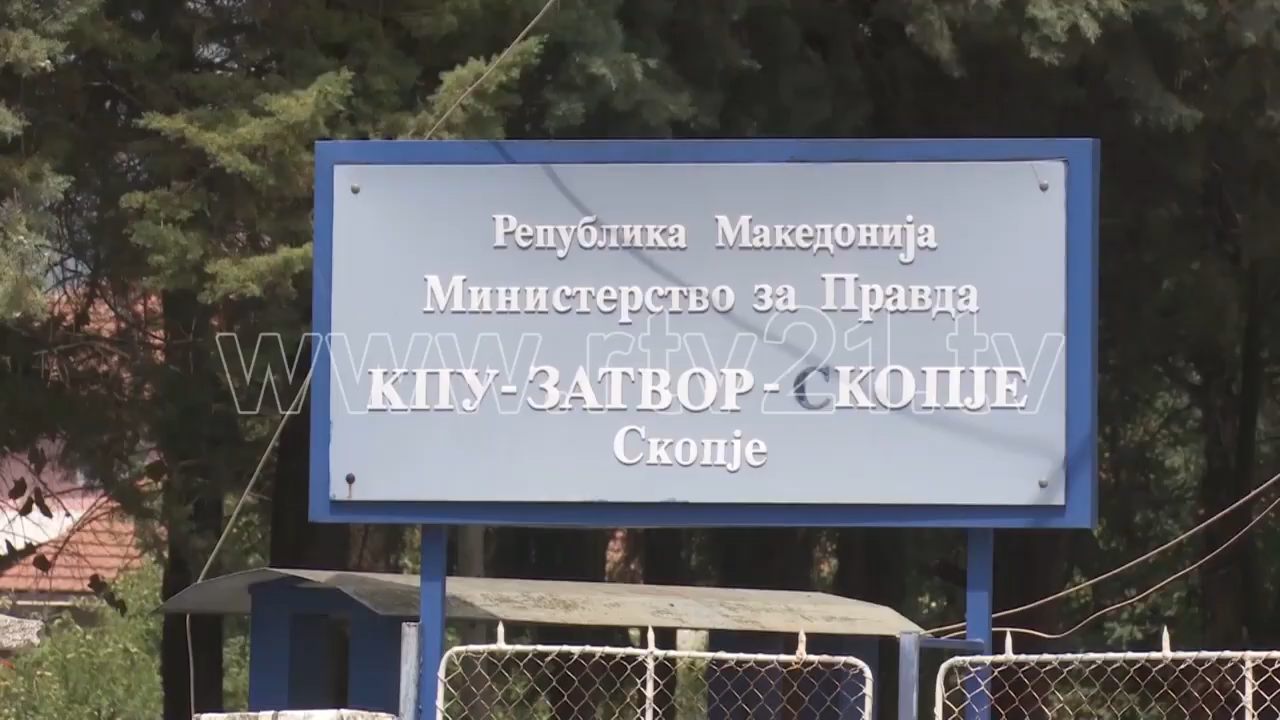 Република Македонија
Министерство за Правда
КПУ-ЗАТВОР-СКОПЈЕ
Скопје
www.rtv21.tv